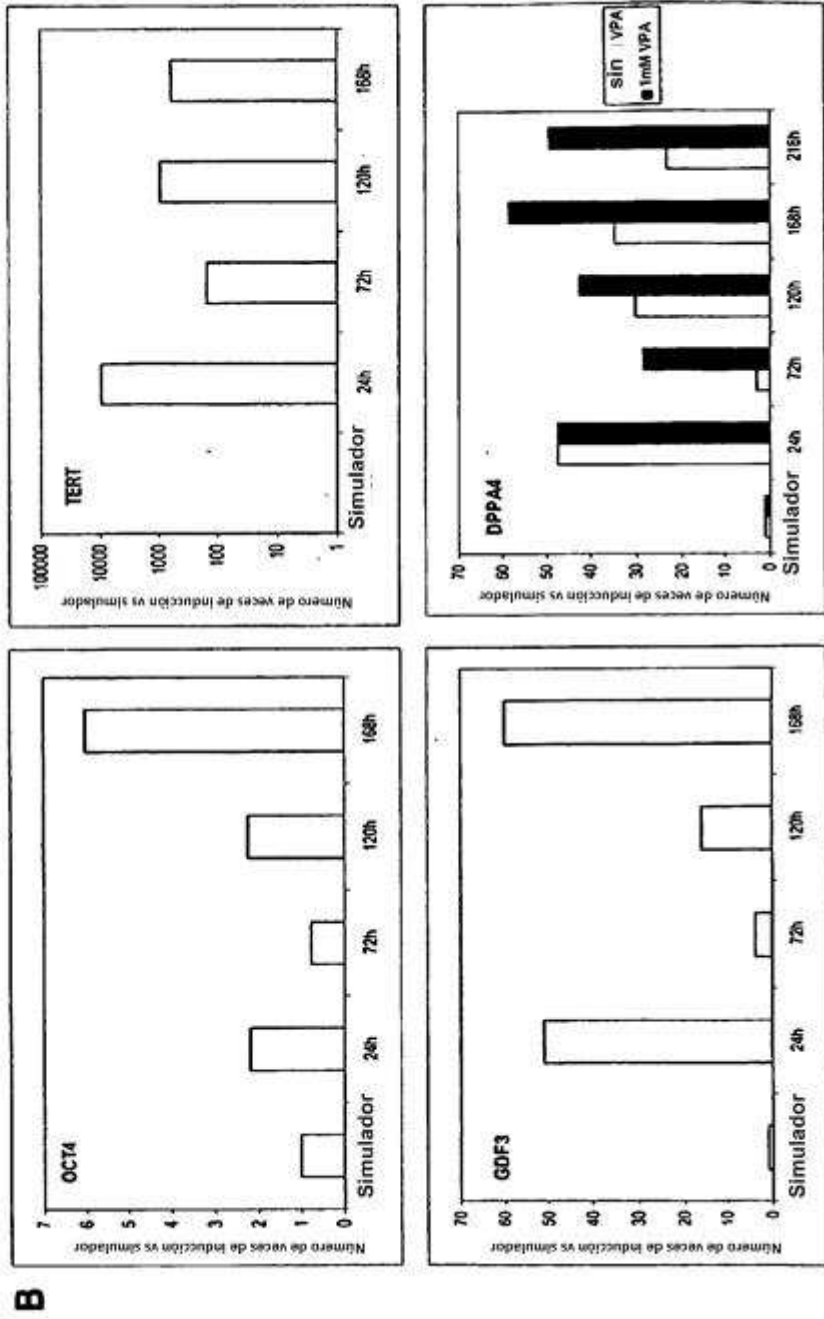 B
OCT4
Número de veces de inducción vs simulador
7
6
5
4
3
2
1
0
Simulador 24h 72h 120h 168h
TERT
Número de veces de inducción vs simulador
100000
10000
1000
100
10
1
Simulador 24h 72h 120h 168h
GDF3
Número de veces de inducción vs simulador
70
60
50
40
30
20
10
0
Simulador 24h 72h 120h 168h
DPPA4
Número de veces de inducción vs simulador
70
60
50
40
30
20
10
0
Simulador 24h 72h 120h 168h 216h
sin VPA
1mM VPA